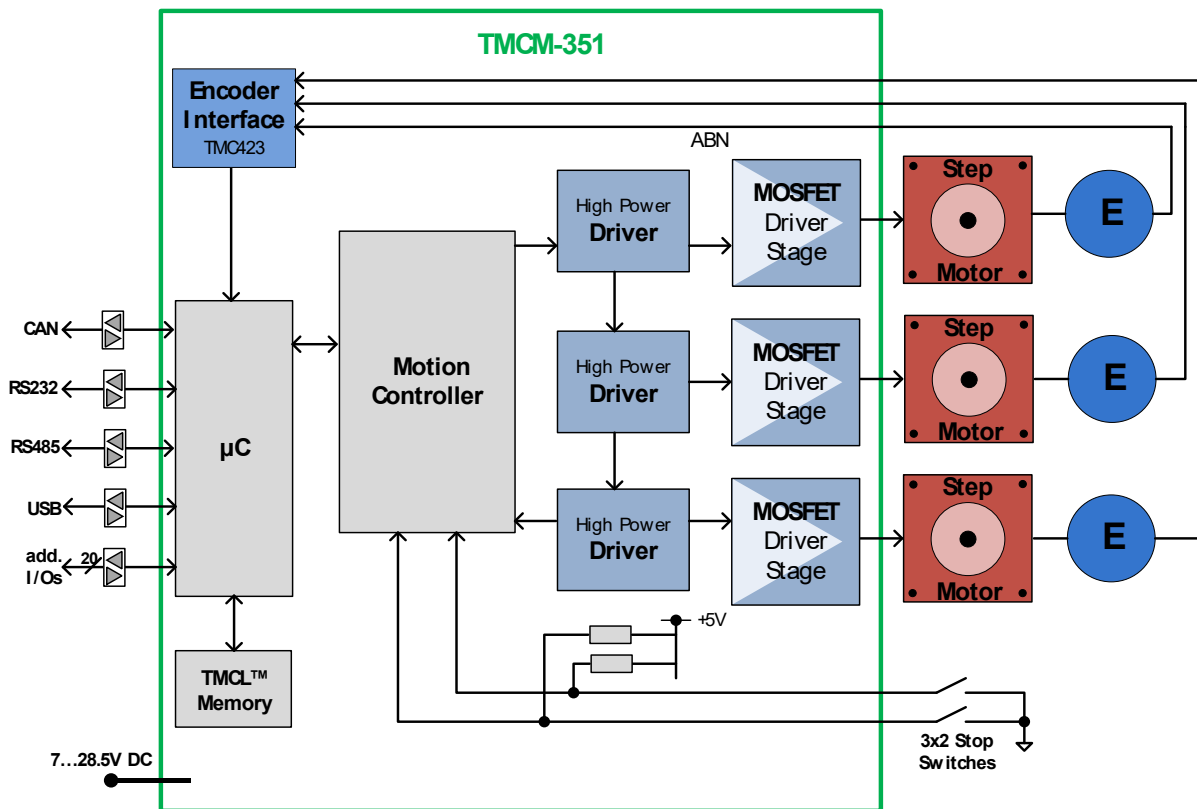 TMCM-351
Encoder
Interface
TMC423
ABN
High Power
Driver
MOSFET
Driver
Stage
Step
Motor
E
High Power
Driver
MOSFET
Driver
Stage
Step
Motor
E
High Power
Driver
MOSFET
Driver
Stage
Step
Motor
E
Motion
Controller
µC
CAN
RS232
RS485
USB
add.
I/Os
20
TMCL™
Memory
+5V
3x2 Stop
Switches
7…28.5V DC